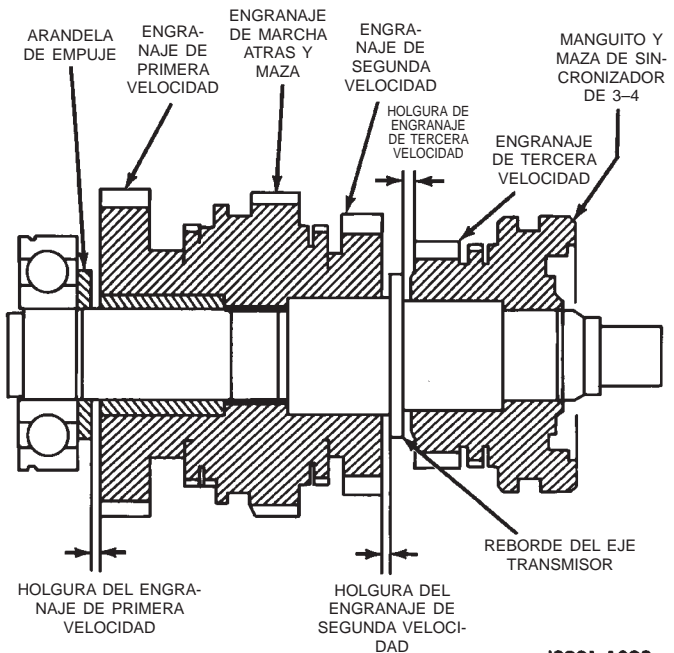 ARANDELA
DE EMPUJE
ENGRA-
NAJE DE
PRIMERA
VELOCIDAD
ENGRANAJE
DE MARCHA
ATRAS Y
MAZA
ENGRA-
NAJE DE
SEGUNDA
VELOCIDAD
HOLGURA DE
ENGRANAJE
DE TERCERA
VELOCIDAD
ENGRANAJE
DE TERCERA
VELOCIDAD
MANGUITO Y
MAZA DE SIN-
CRONIZADOR
DE 3–4
HOLGURA DEL ENGRA-
NAJE DE PRIMERA
VELOCIDAD
HOLGURA DEL
ENGRANAJE DE
SEGUNDA VELOCI-
DAD
REBORDE DEL EJE
TRANSMISOR